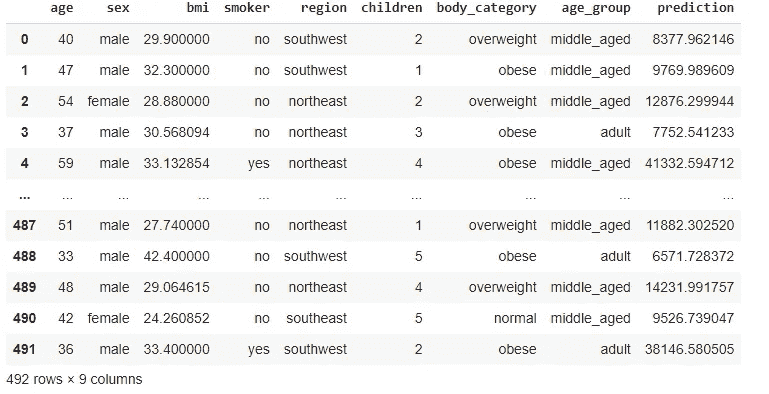 age sex bmi smoker region children body_category age_group prediction
0 40 male 29.900000 no southwest 2 overweight middle_aged 8377.962146
1 47 male 32.300000 no southwest 1 obese middle_aged 9769.989609
2 54 female 28.880000 no northeast 2 overweight middle_aged 12876.299944
3 37 male 30.568094 no northeast 3 obese adult 7752.541233
4 59 male 33.132854 yes northeast 4 obese middle_aged 41332.594712
... ... ... ... ... ... ... ... ... ...
487 51 male 27.740000 no northeast 1 overweight middle_aged 11882.302520
488 33 male 42.400000 no southwest 5 obese adult 6571.728372
489 48 male 29.064615 no northeast 4 overweight middle_aged 14231.991757
490 42 female 24.260852 no southeast 5 normal middle_aged 9526.739047
491 36 male 33.400000 yes southwest 2 obese adult 38146.580505
492 rows × 9 columns